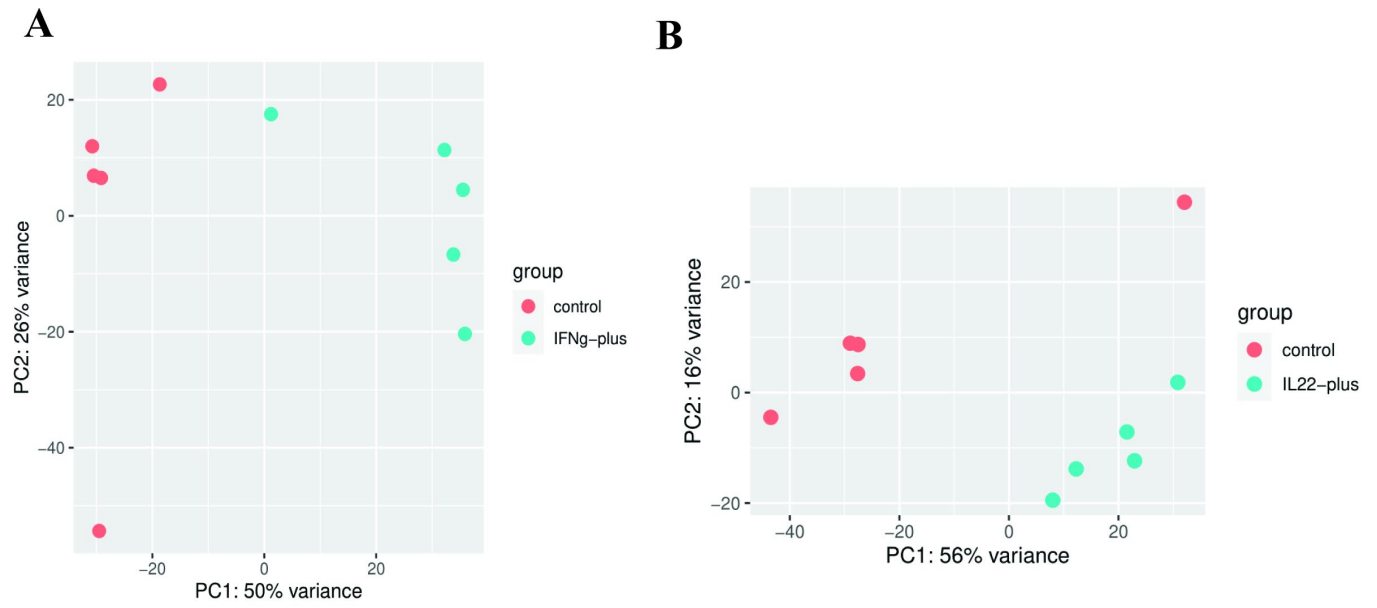 A
20
0
−20
−40
PC2: 26% variance
−20
0
20
PC1: 50% variance
group
control
IFNg−plus
B
20
0
−20
PC2: 16% variance
−40
−20
0
20
PC1: 56% variance
group
control
IL22−plus